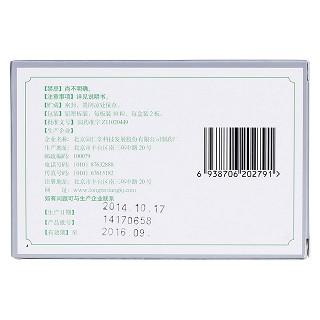 【禁忌】尚不明确。
【注意事项】详见说明书。
【贮藏】密封，置阴凉处保存。
【包装】铝塑板装，每板装10粒，每盒装2板。
【批准文号】国药准字Z11020449
【生产企业】
企业名称：北京同仁堂科技发展股份有限公司制药厂
生产地址：北京市丰台区南三环中路20号
邮政编码：100079
电话号码：(010) 87632888
传真号码：(010)
注册地址：北京市丰台区南三环中路20号
网址：www.tongrentangkj.com
如有问题可与生产企业联系
【生产日期】 2014.10.17
【产品批号】 14170658
【有效期】至 2016.09.
6 938706 202791 >